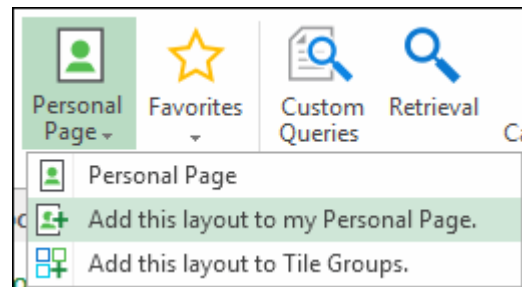 Personal
Page
Favorites
Custom
Queries
Retrieval
Ca
Personal Page
Add this layout to my Personal Page.
Add this layout to Tile Groups.